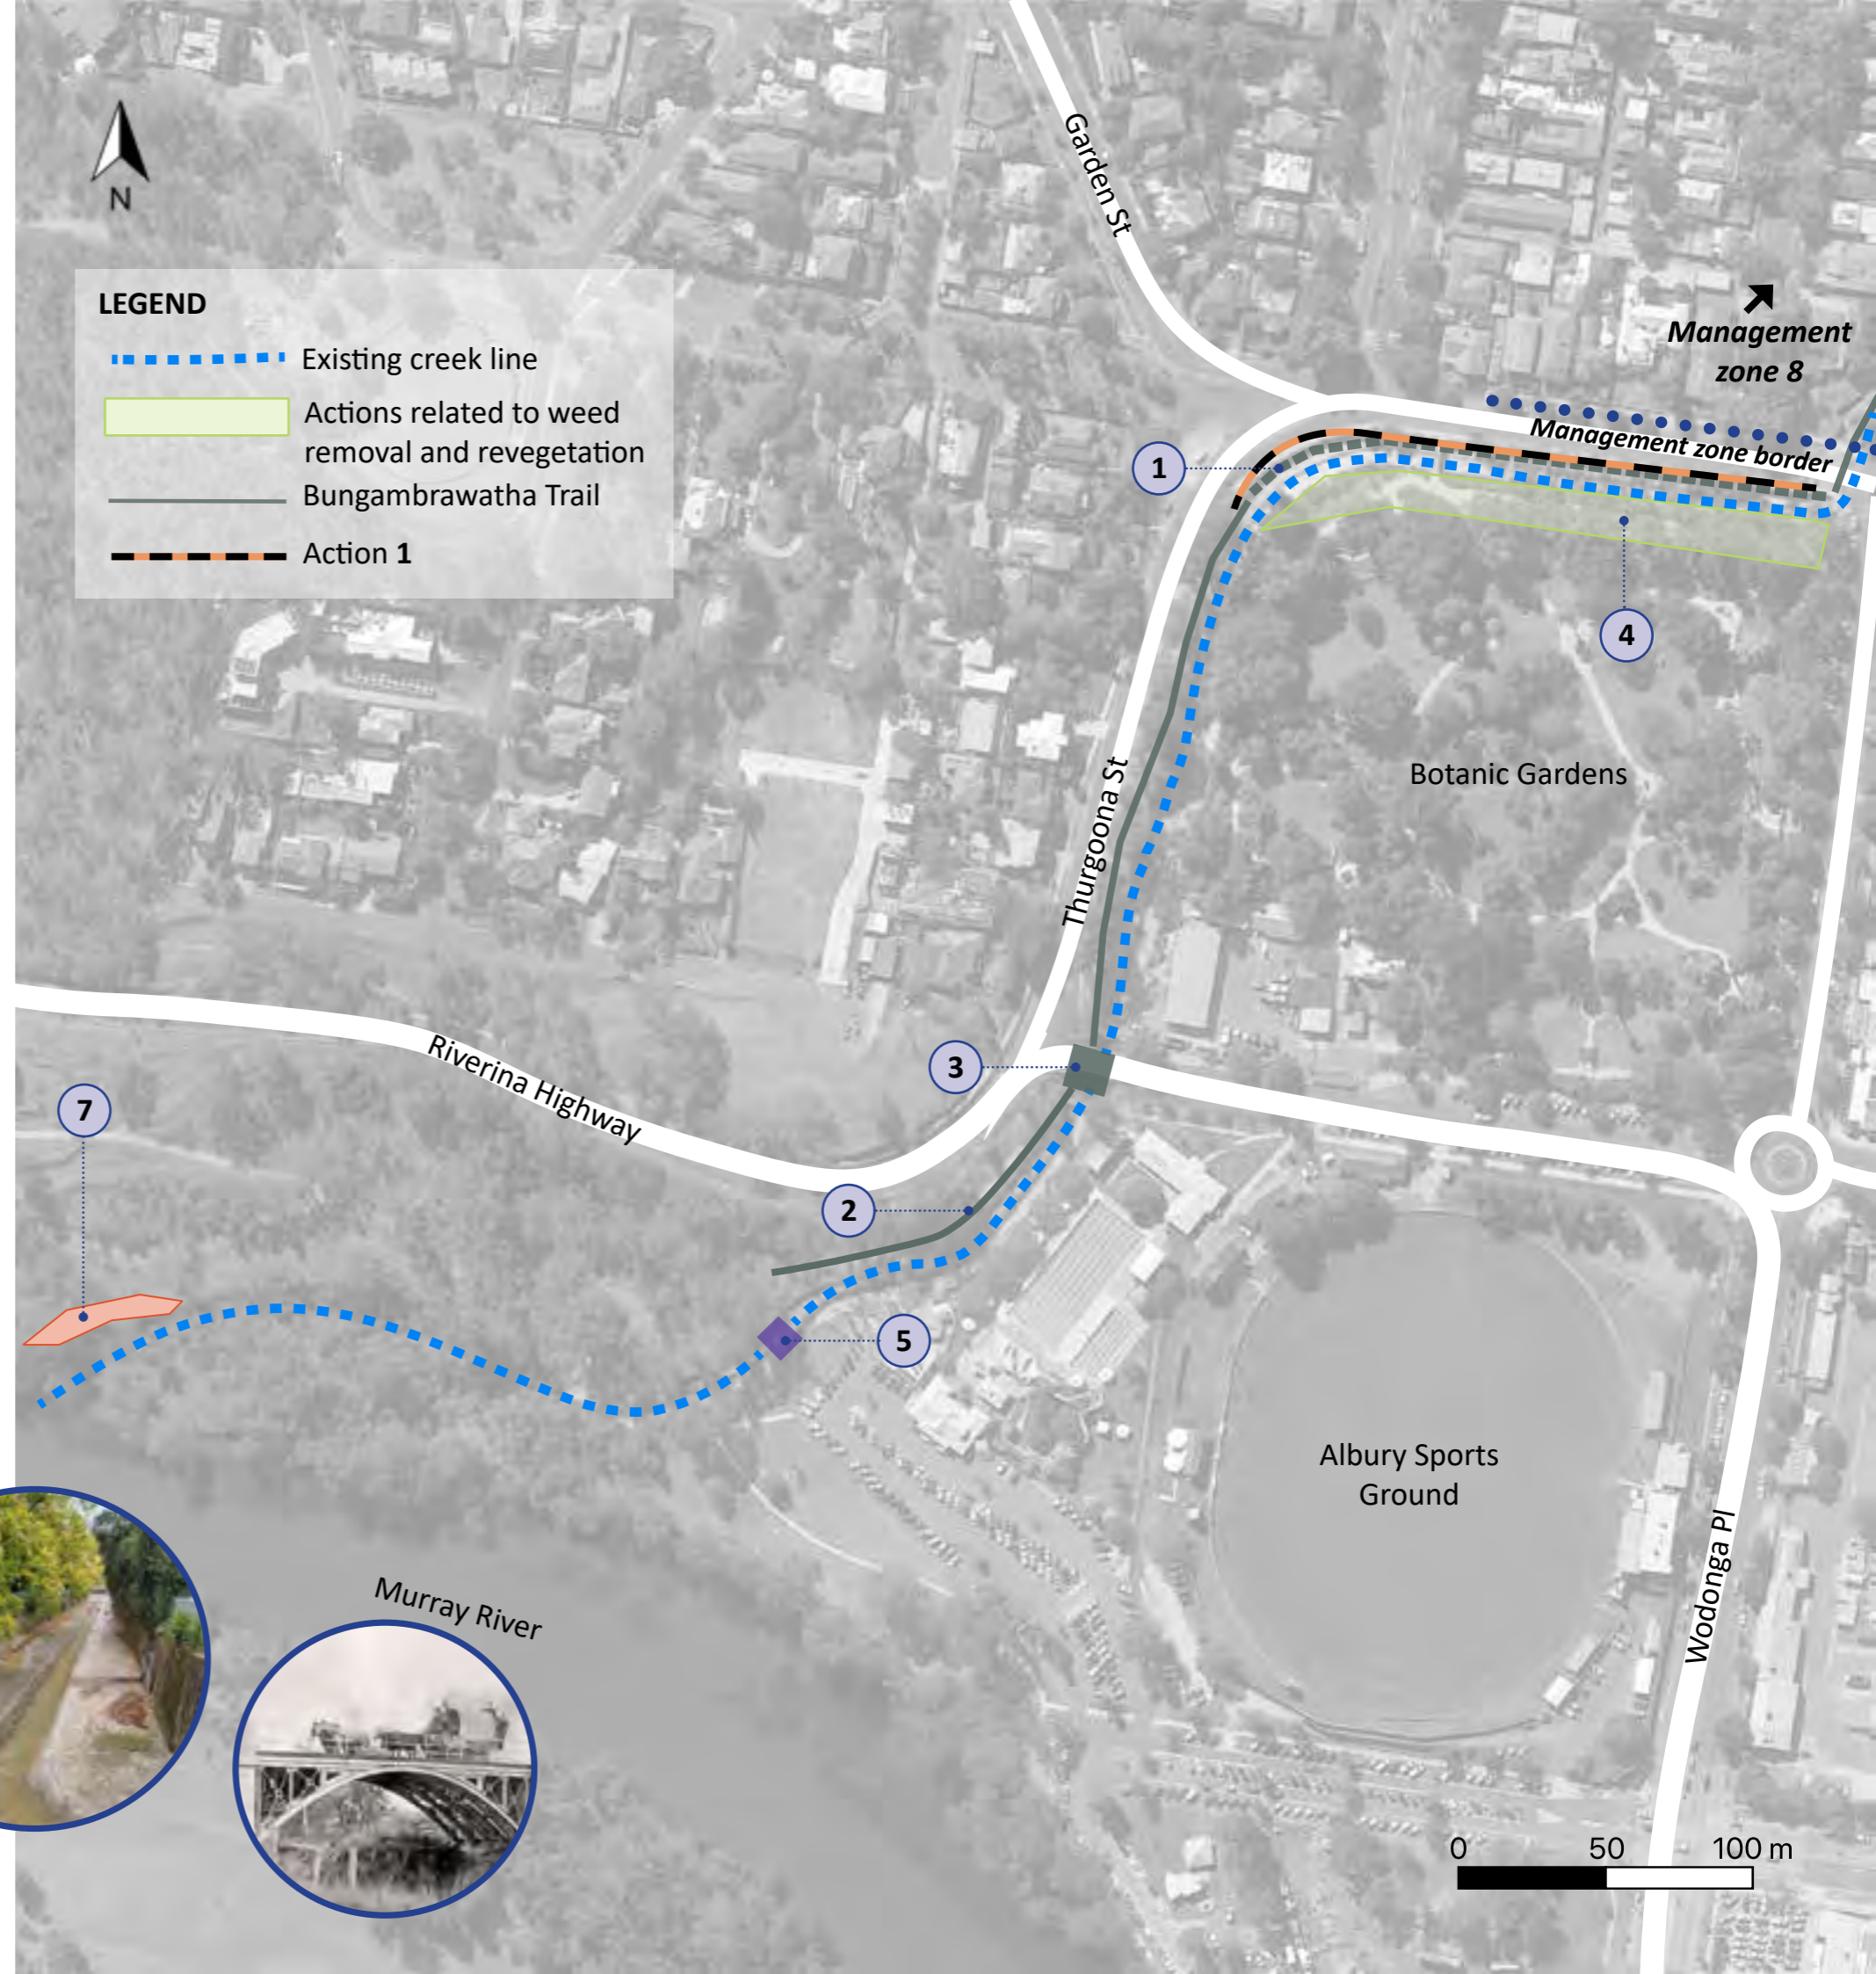 N
Garden St
LEGEND
Existing creek line
Actions related to weed
removal and revegetation
Bungambrawatha Trail
Action 1
Management
zone 8
Management zone border
1
4
Botanic Gardens
Thurgoona St
Riverina Highway
3
7
2
5
Albury Sports
Ground
Wodonga Pl
Murray River
0 50 100 m